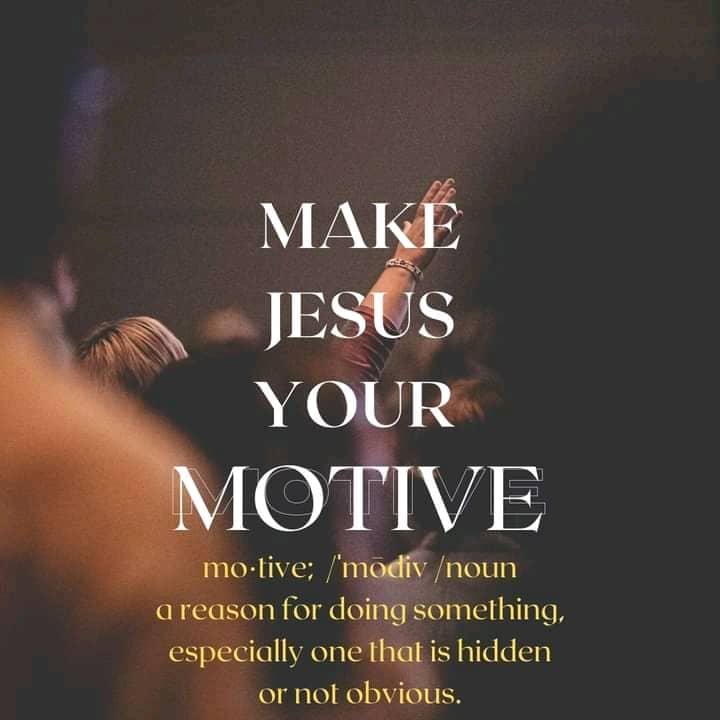 MAKE
JESUS
YOUR
MOTIVE
mo·tive; /'mōdiv /noun
a reason for doing something,
especially one that is hidden
or not obvious.